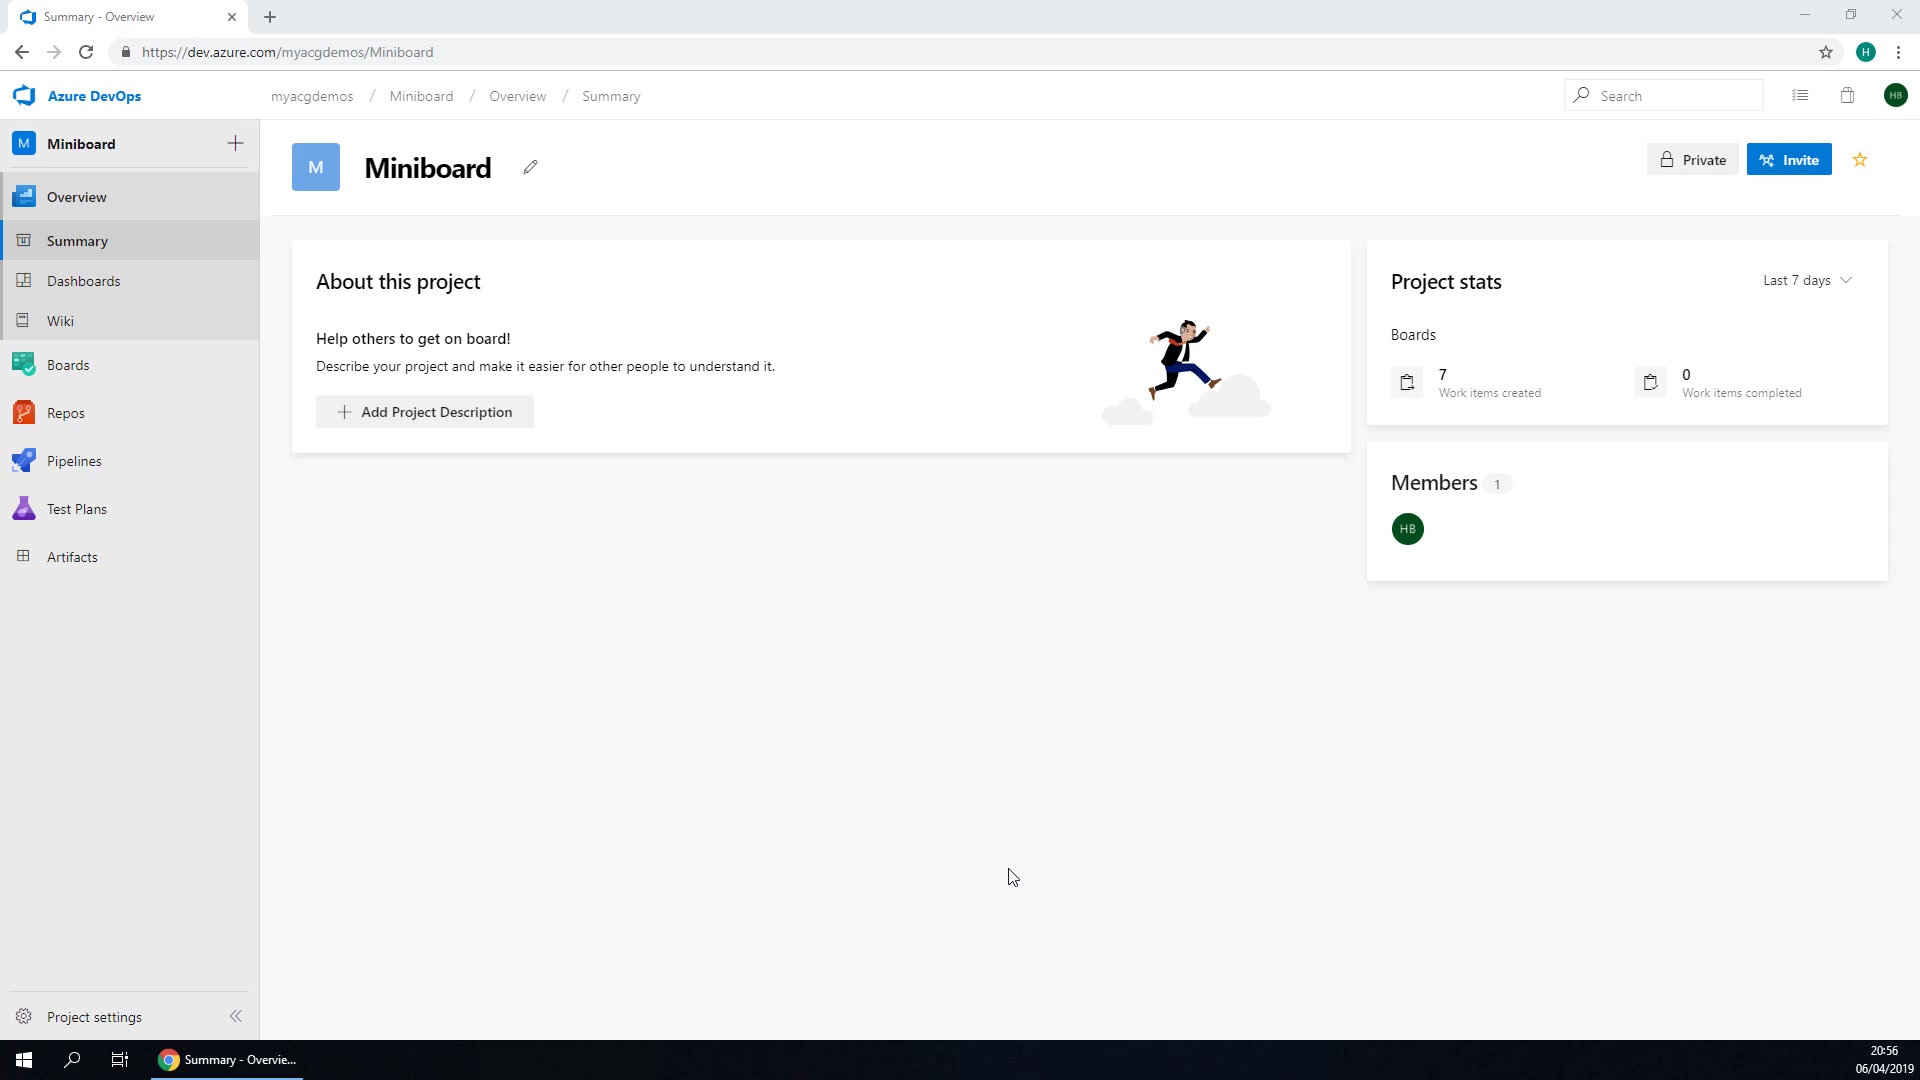 Summary - Overview
https://dev.azure.com/myacgdemos/Miniboard
H
Azure DevOps
myacgdemos / Miniboard / Overview / Summary
Search
HB
M Miniboard
Overview
Summary
Dashboards
Wiki
Boards
Repos
Pipelines
Test Plans
Artifacts
Project settings
M Miniboard
Private
Invite
About this project
Help others to get on board!
Describe your project and make it easier for other people to understand it.
Add Project Description
Project stats
Last 7 days
Boards
7
Work items created
0
Work items completed
Members 1
HB
Summary - Overvie...
20:56
06/04/2019